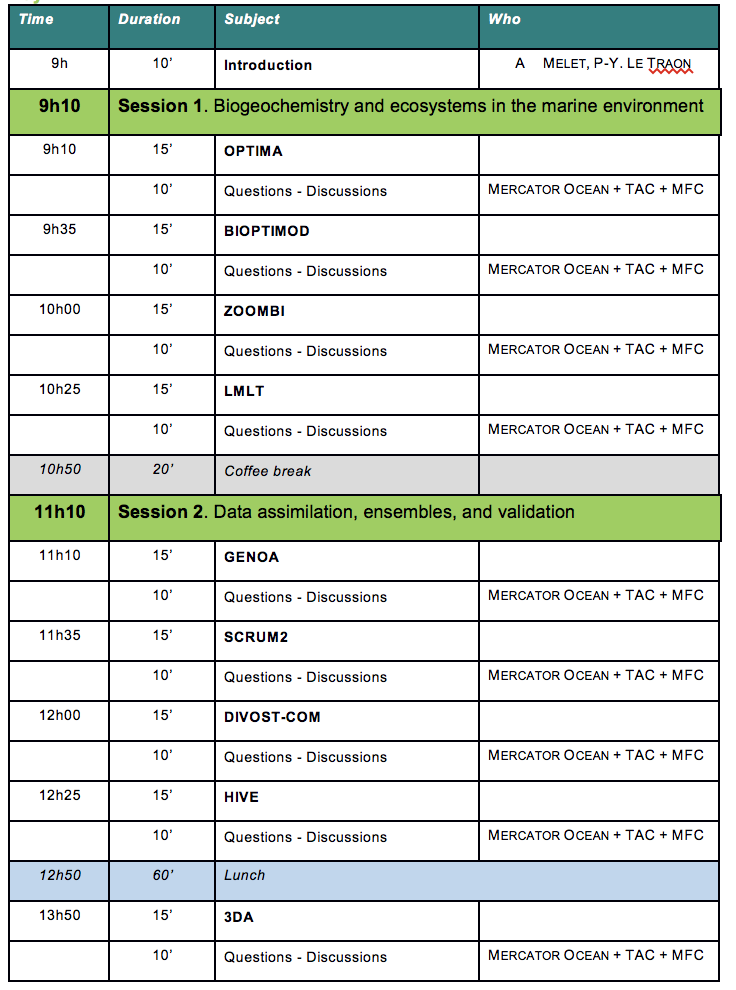 Time Duration Subject Who
9h 10’ Introduction A MELET, P-Y. LE TRAON
9h10 Session 1. Biogeochemistry and ecosystems in the marine environment
9h10 15’ OPTIMA
10’ Questions - Discussions MERCATOR OCEAN + TAC + MFC
9h35 15’ BIOPTIMOD
10’ Questions - Discussions MERCATOR OCEAN + TAC + MFC
10h00 15’ ZOOMBI
10’ Questions - Discussions MERCATOR OCEAN + TAC + MFC
10h25 15’ LMLT
10’ Questions - Discussions MERCATOR OCEAN + TAC + MFC
10h50 20’ Coffee break
11h10 Session 2. Data assimilation, ensembles, and validation
11h10 15’ GENOA
10’ Questions - Discussions MERCATOR OCEAN + TAC + MFC
11h35 15’ SCRUM2
10’ Questions - Discussions MERCATOR OCEAN + TAC + MFC
12h00 15’ DIVOST-COM
10’ Questions - Discussions MERCATOR OCEAN + TAC + MFC
12h25 15’ HIVE
10’ Questions - Discussions MERCATOR OCEAN + TAC + MFC
12h50 60’ Lunch
13h50 15’ 3DA
10’ Questions - Discussions MERCATOR OCEAN + TAC + MFC